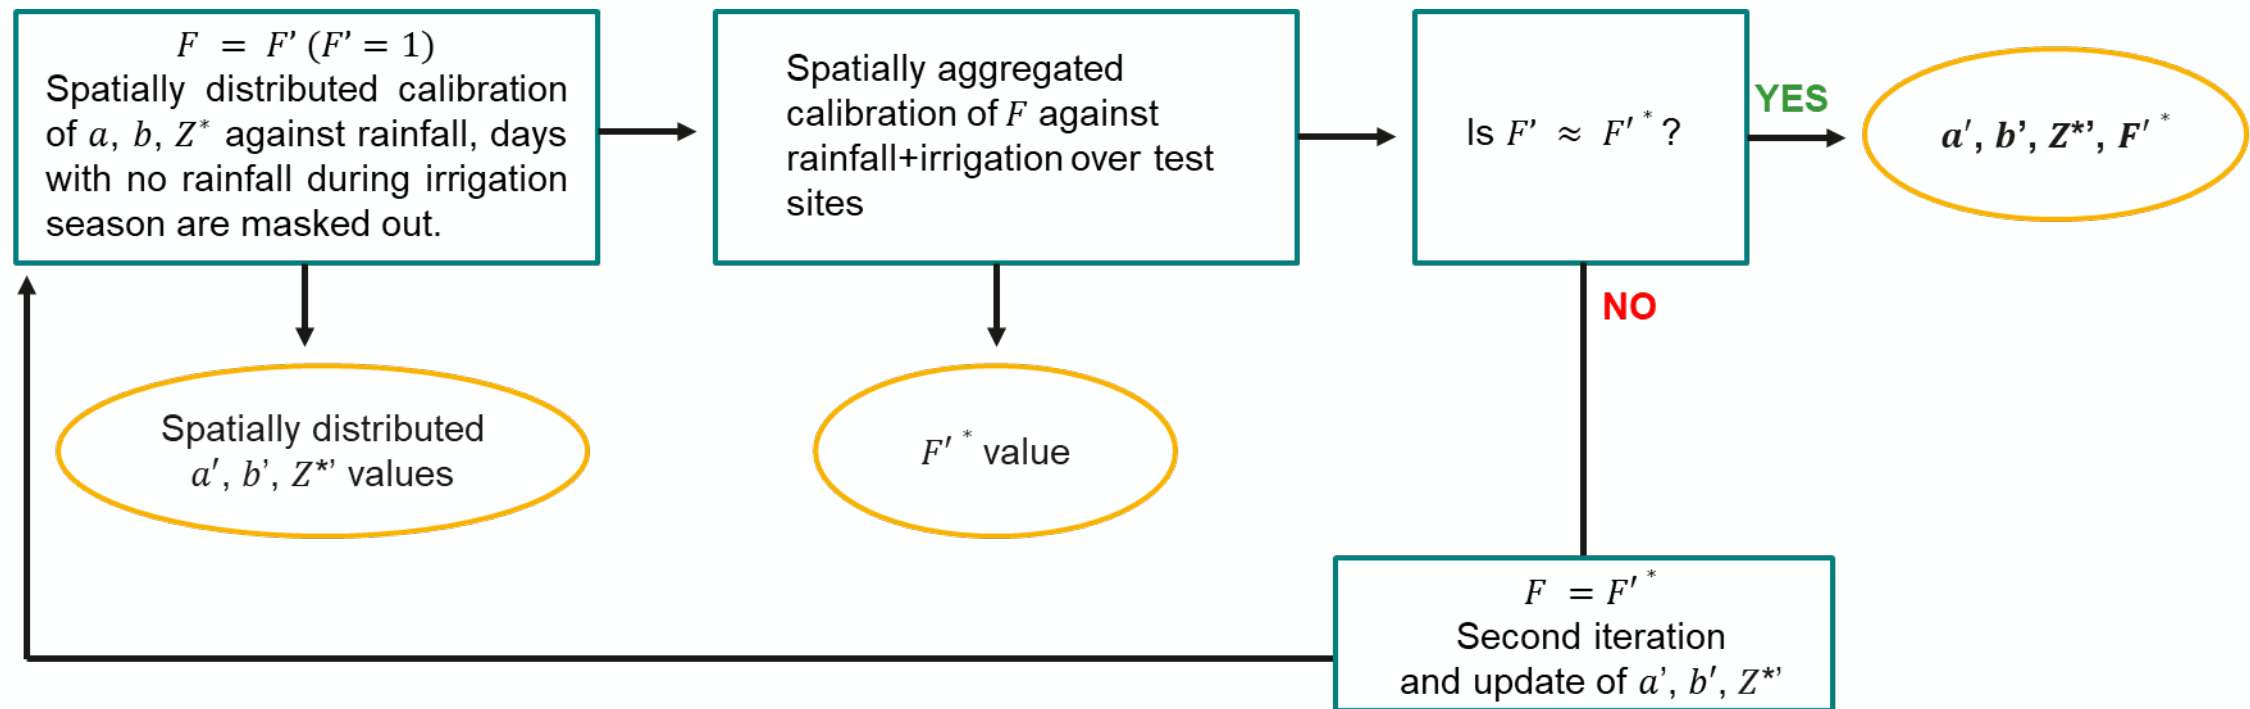 F = F’ (F’ = 1)
Spatially distributed calibration
of a, b, Z* against rainfall, days
with no rainfall during irrigation
season are masked out.
Spatially aggregated
calibration of F against
rainfall+irrigation over test
sites
Is F’ ≈ F′ * ?
YES
a′, b’, Z*’, F′ *
NO
Spatially distributed
a′, b’, Z*’ values
F′ * value
F = F′ *
Second iteration
and update of a’, b′, Z*’